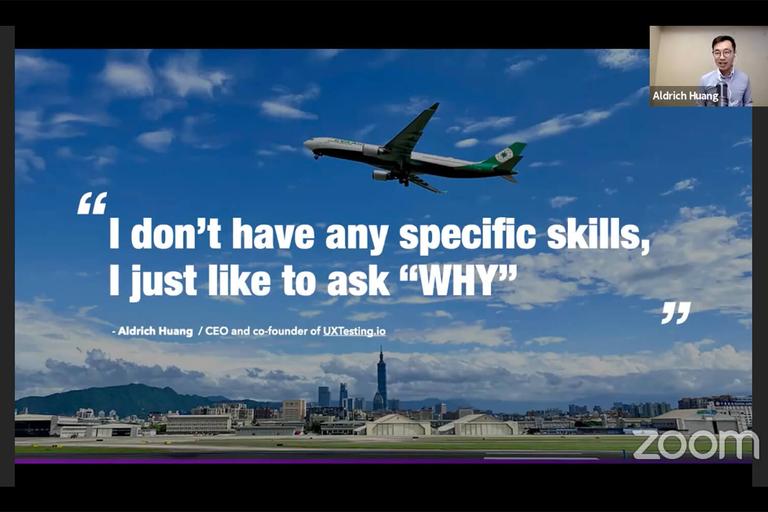 Aldrich Huang
“
I don’t have any specific skills,
I just like to ask “WHY”
”
- Aldrich Huang / CEO and co-founder of UXTesting.io
zoom